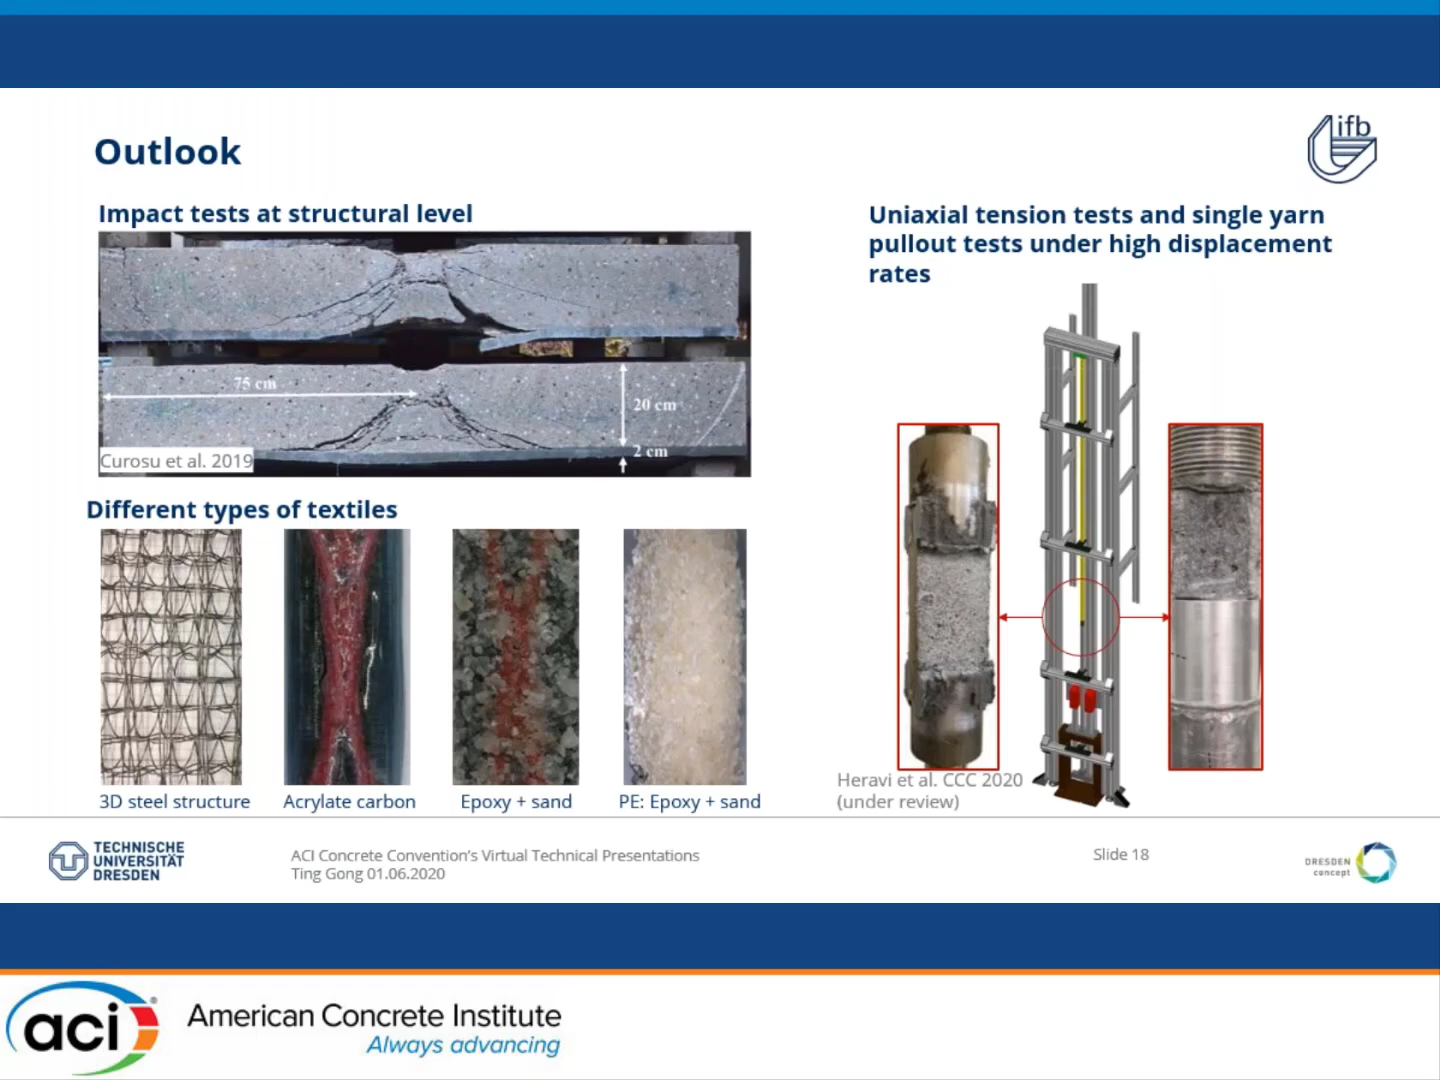 Outlook
ifb
Impact tests at structural level
75 cm
20 cm
2 cm
Curosu et al. 2019
Different types of textiles
3D steel structure
Acrylate carbon
Epoxy + sand
PE: Epoxy + sand
Uniaxial tension tests and single yarn
pullout tests under high displacement
rates
Heravi et al. CCC 2020
(under review)
TECHNISCHE
UNIVERSITÄT
DRESDEN
ACI Concrete Convention's Virtual Technical Presentations
Ting Gong 01.06.2020
Slide 18
DRESDEN
concept
aci
American Concrete Institute
Always advancing